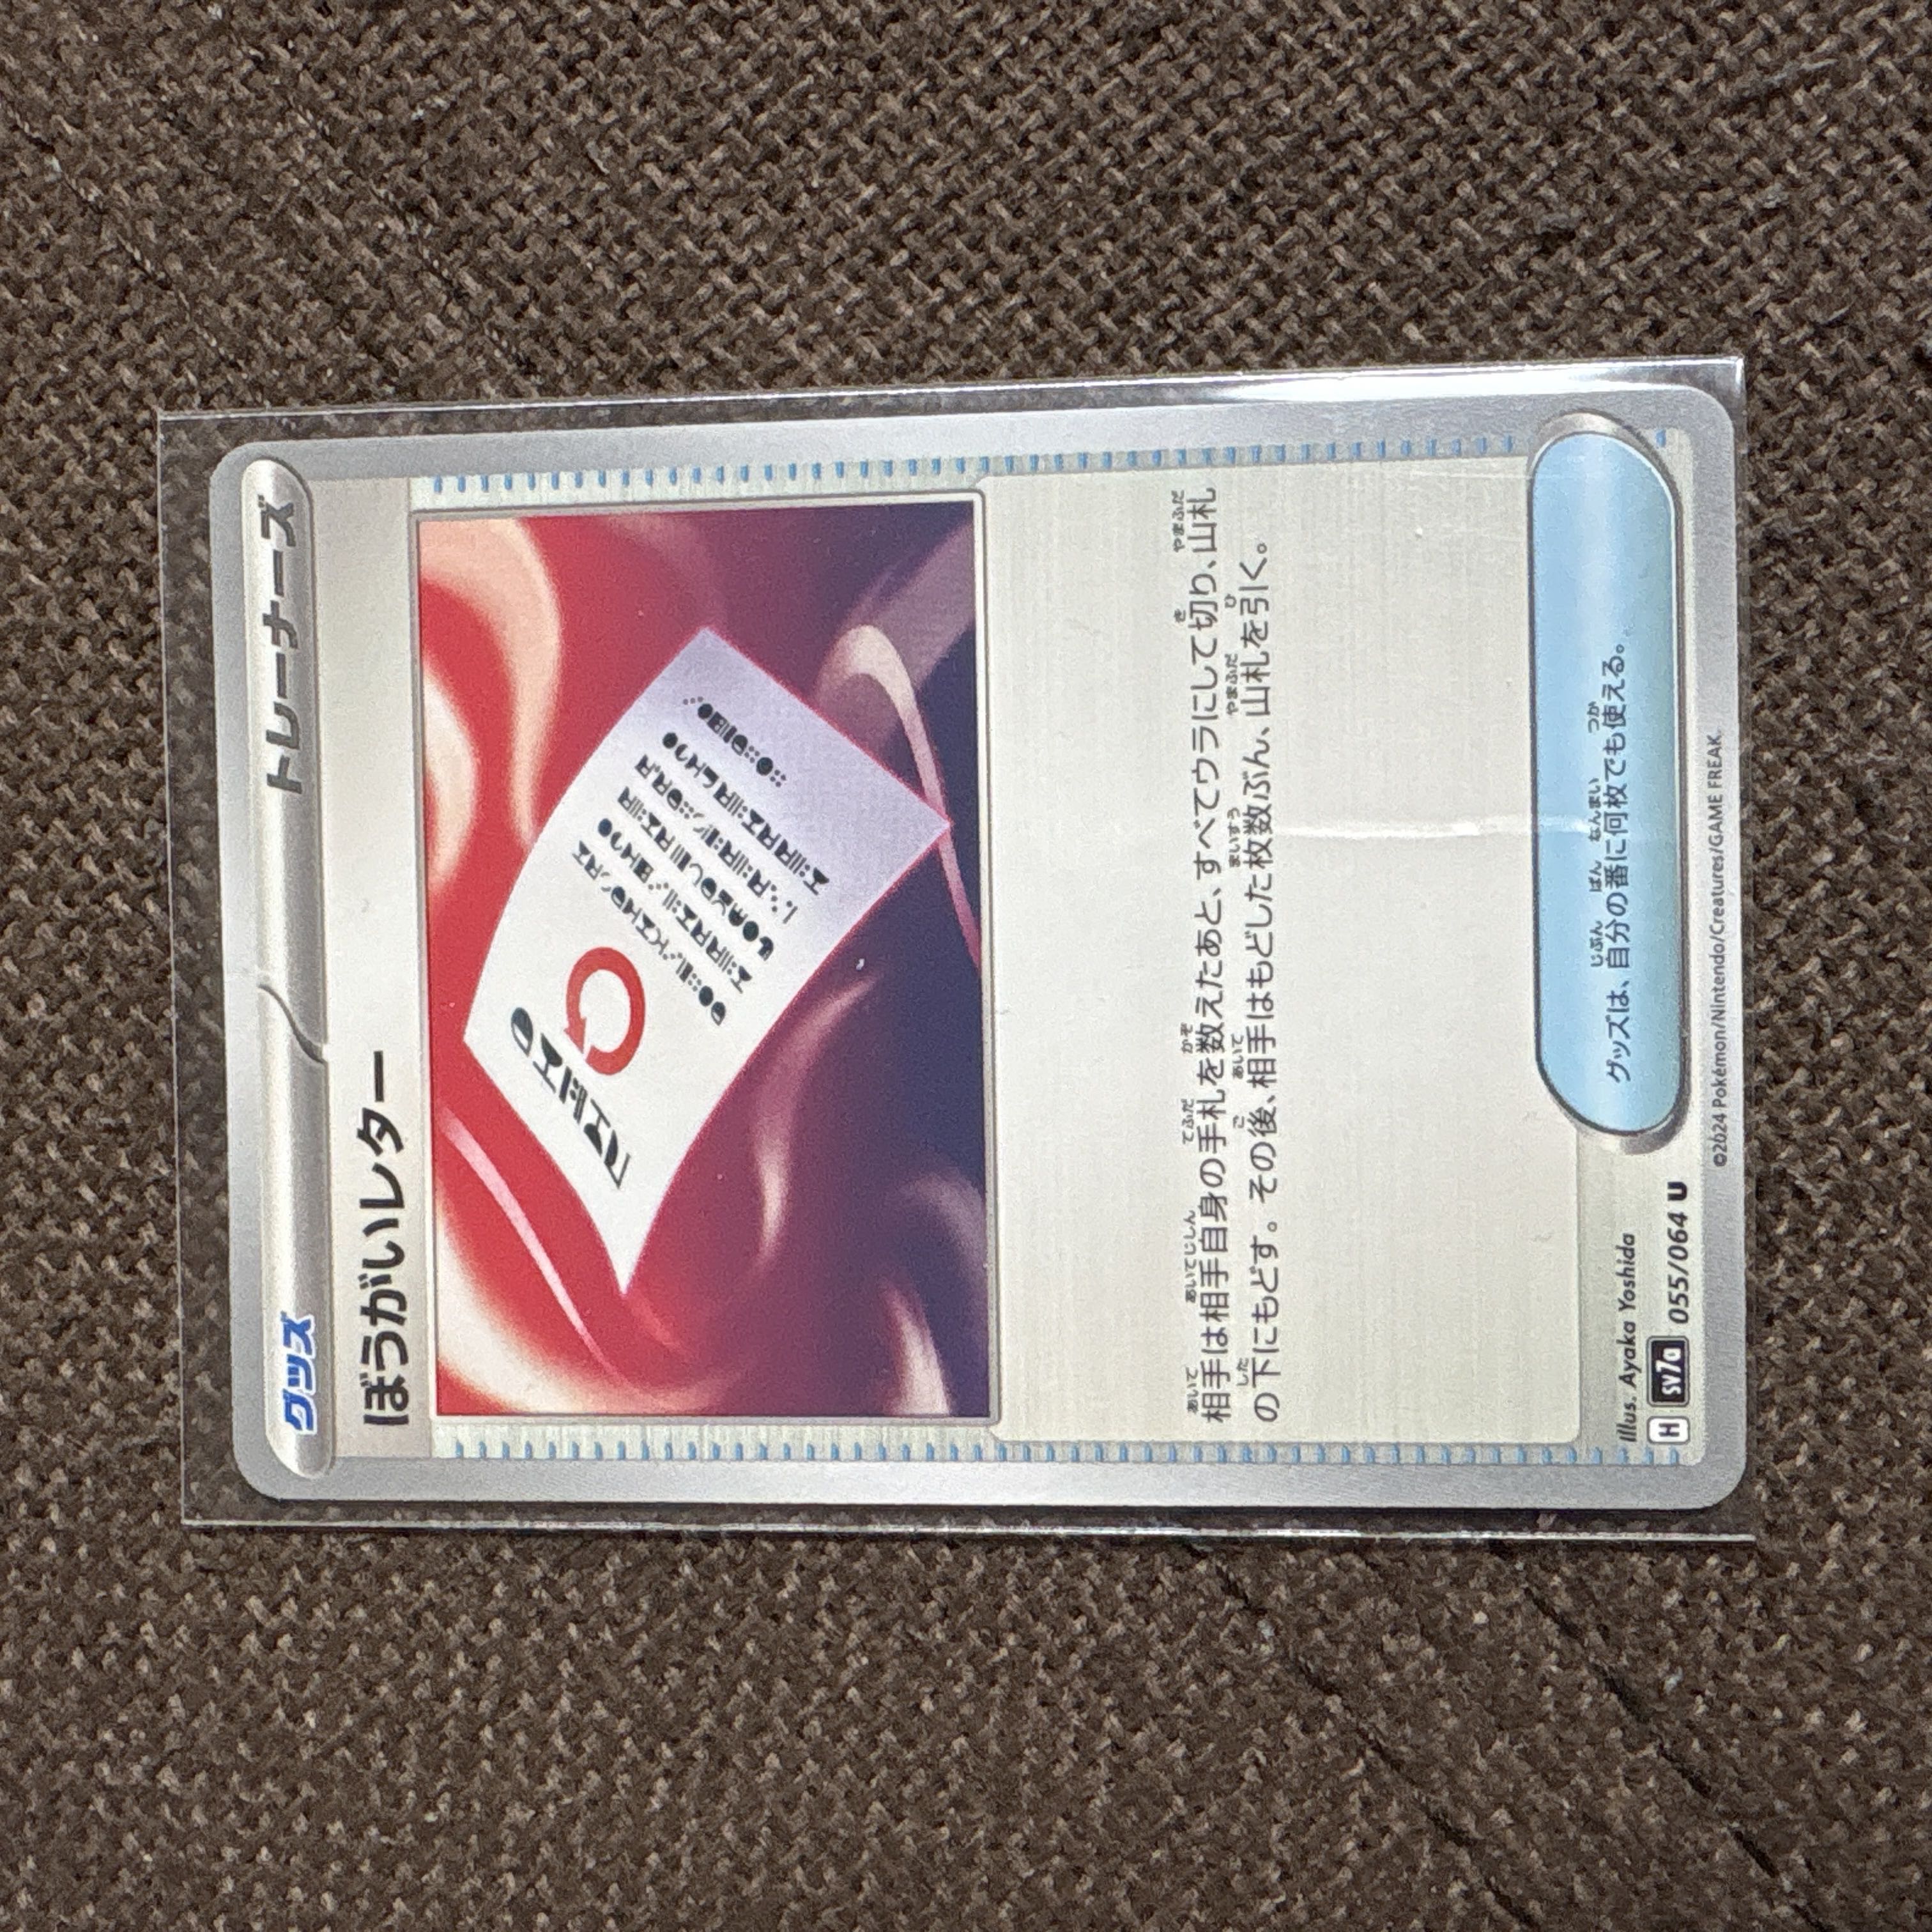 グッズ トレーナーズ
ぼうがいレター
相手は相手自身の手札を数えたあと、すべてウラにして切り、山札
の下にもどす。その後、相手はもどした枚数ぶん、山札を引く。
グッズは、自分の番に何枚でも使える。
Illus. Ayaka Yoshida
H sv7a 055/064 U
©2024 Pokémon/Nintendo/Creatures/GAME FREAK.